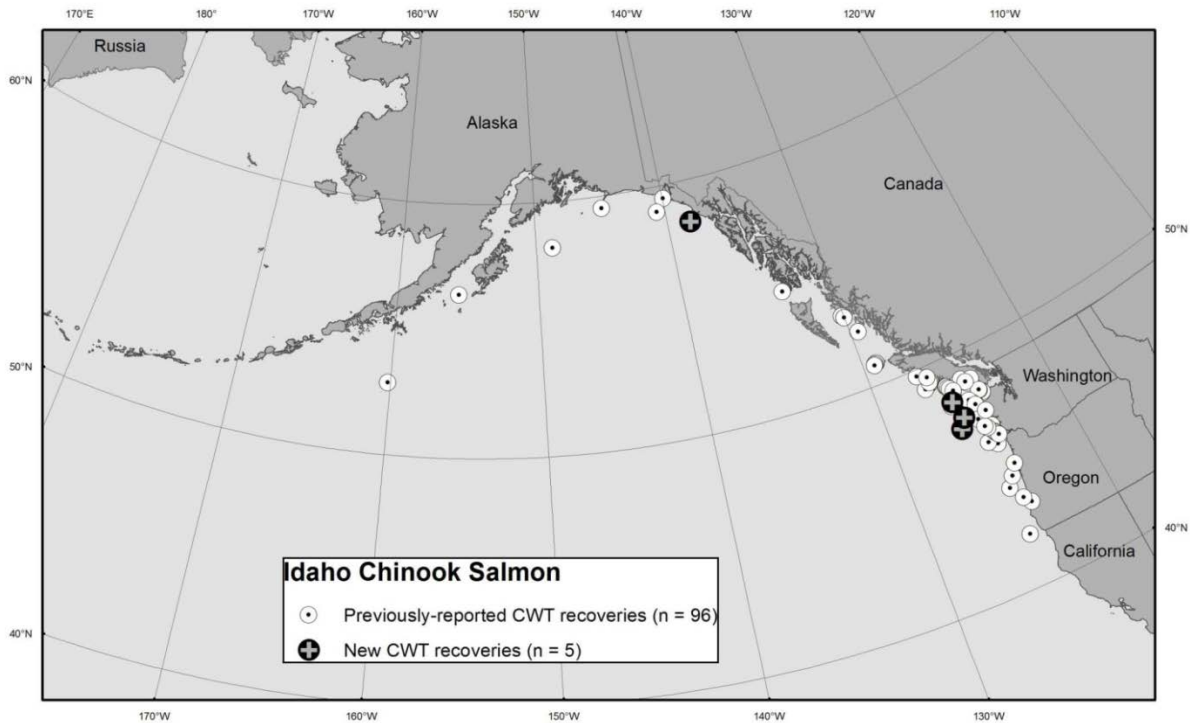 170°E 180° 170°W 160°W 150°W 140°W 130°W 120°W 110°W
Russia
60°N
Alaska
Canada
50°N
50°N
Washington
Oregon
40°N
California
Idaho Chinook Salmon
Previously-reported CWT recoveries (n = 96)
New CWT recoveries (n = 5)
40°N
170°W 160°W 150°W 140°W 130°W